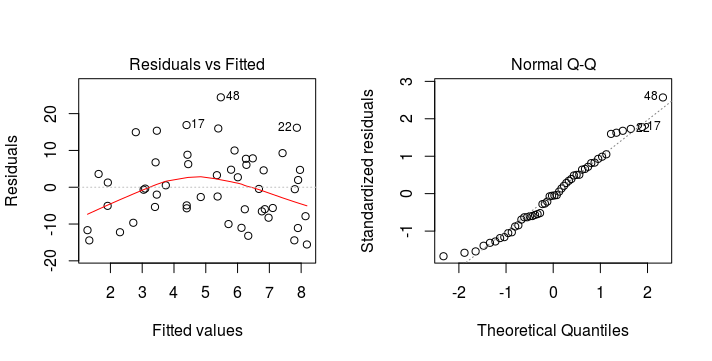 Residuals vs Fitted
Residuals
-20 -10 0 10 20
48
17
22
2 3 4 5 6 7 8
Fitted values
Normal Q-Q
Standardized residuals
-1 0 1 2 3
48
17
-2 -1 0 1 2
Theoretical Quantiles